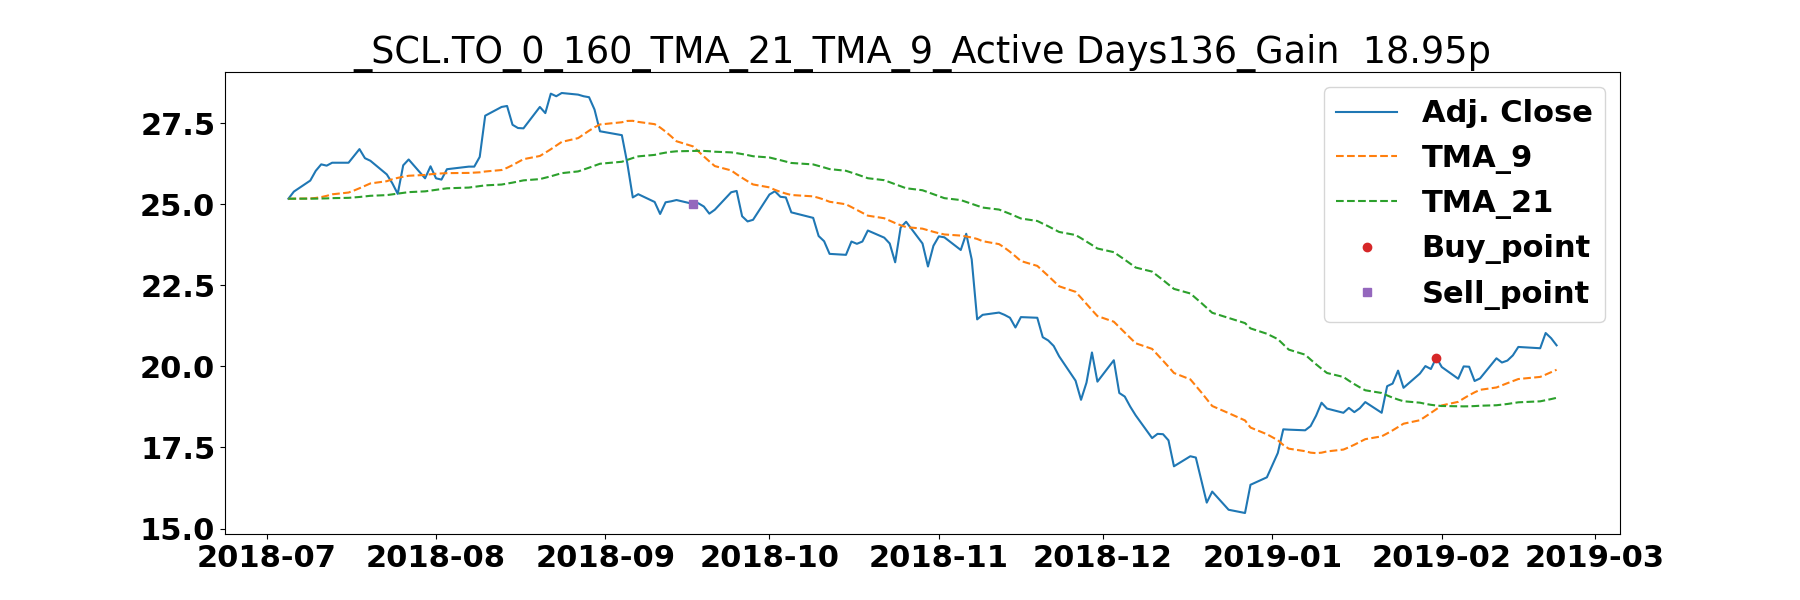 _SCL.TO_0_160_TMA_21_TMA_9_Active Days136_Gain  18.95p
27.5
25.0
22.5
20.0
17.5
15.0
Adj. Close
TMA_9
TMA_21
Buy_point
Sell_point
2018-07 2018-08 2018-09 2018-10 2018-11 2018-12 2019-01 2019-02 2019-03